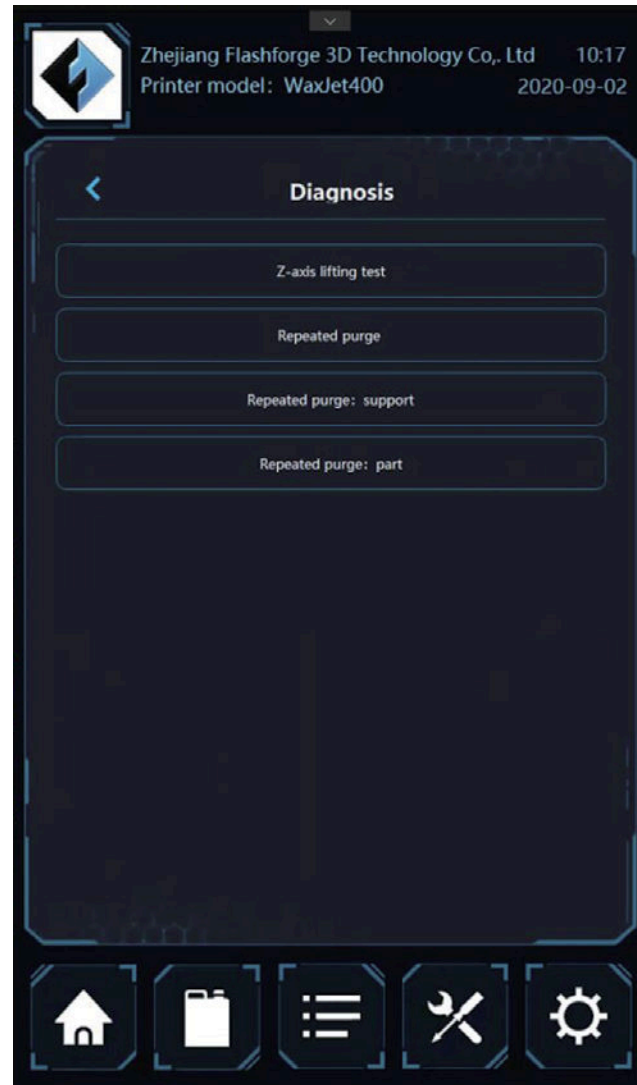 Zhejiang Flashforge 3D Technology Co,. Ltd 10:17
Printer model: WaxJet400 2020-09-02
Diagnosis
Z-axis lifting test
Repeated purge
Repeated purge: support
Repeated purge: part